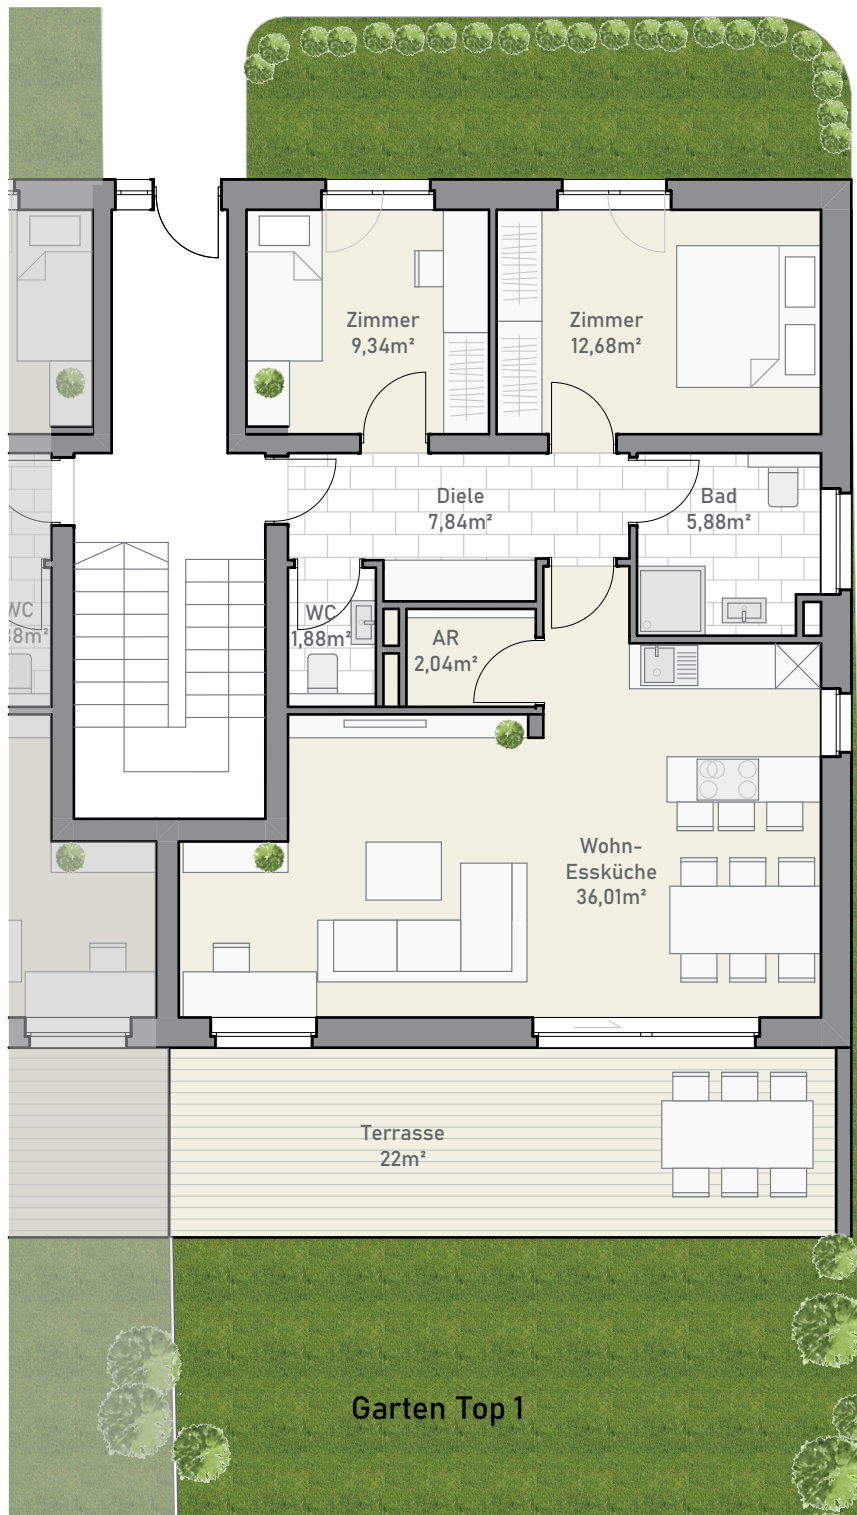 Zimmer
9,34m²
Zimmer
12,68m²
Diele
7,84m²
Bad
5,88m²
WC
38m²
WC
1,88m²
AR
2,04m²
Wohn-
Essküche
36,01m²
Terrasse
22m²
Garten Top 1